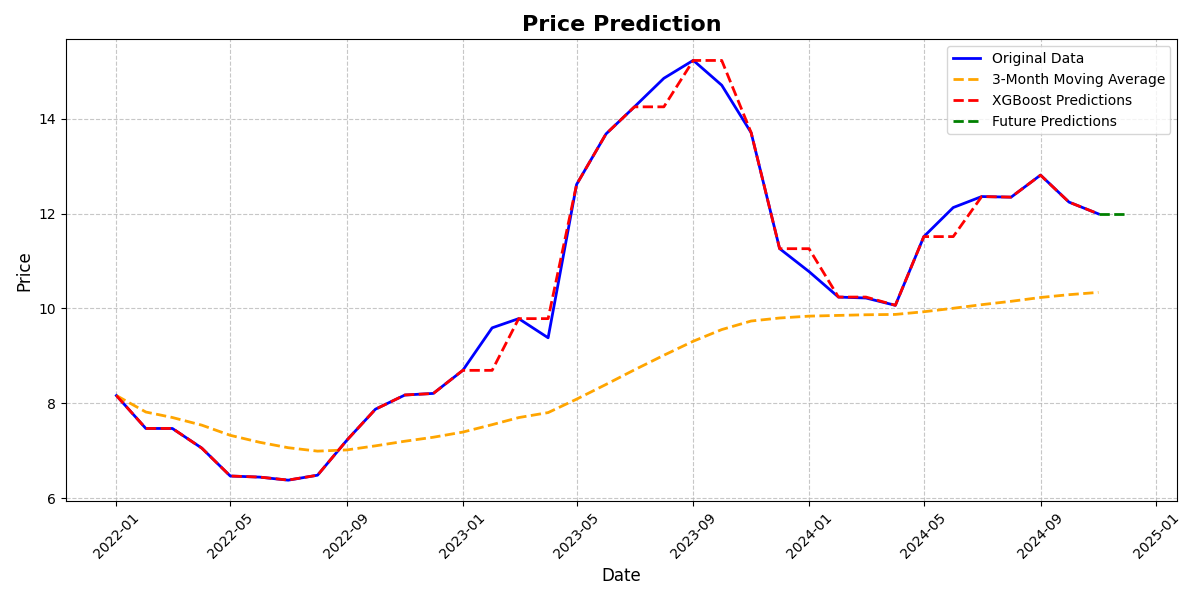 Price Prediction
Original Data
3-Month Moving Average
XGBoost Predictions
Future Predictions
Price
14
12
10
8
6
2022-01
2022-05
2022-09
2023-01
2023-05
2023-09
2024-01
2024-05
2024-09
2025-01
Date